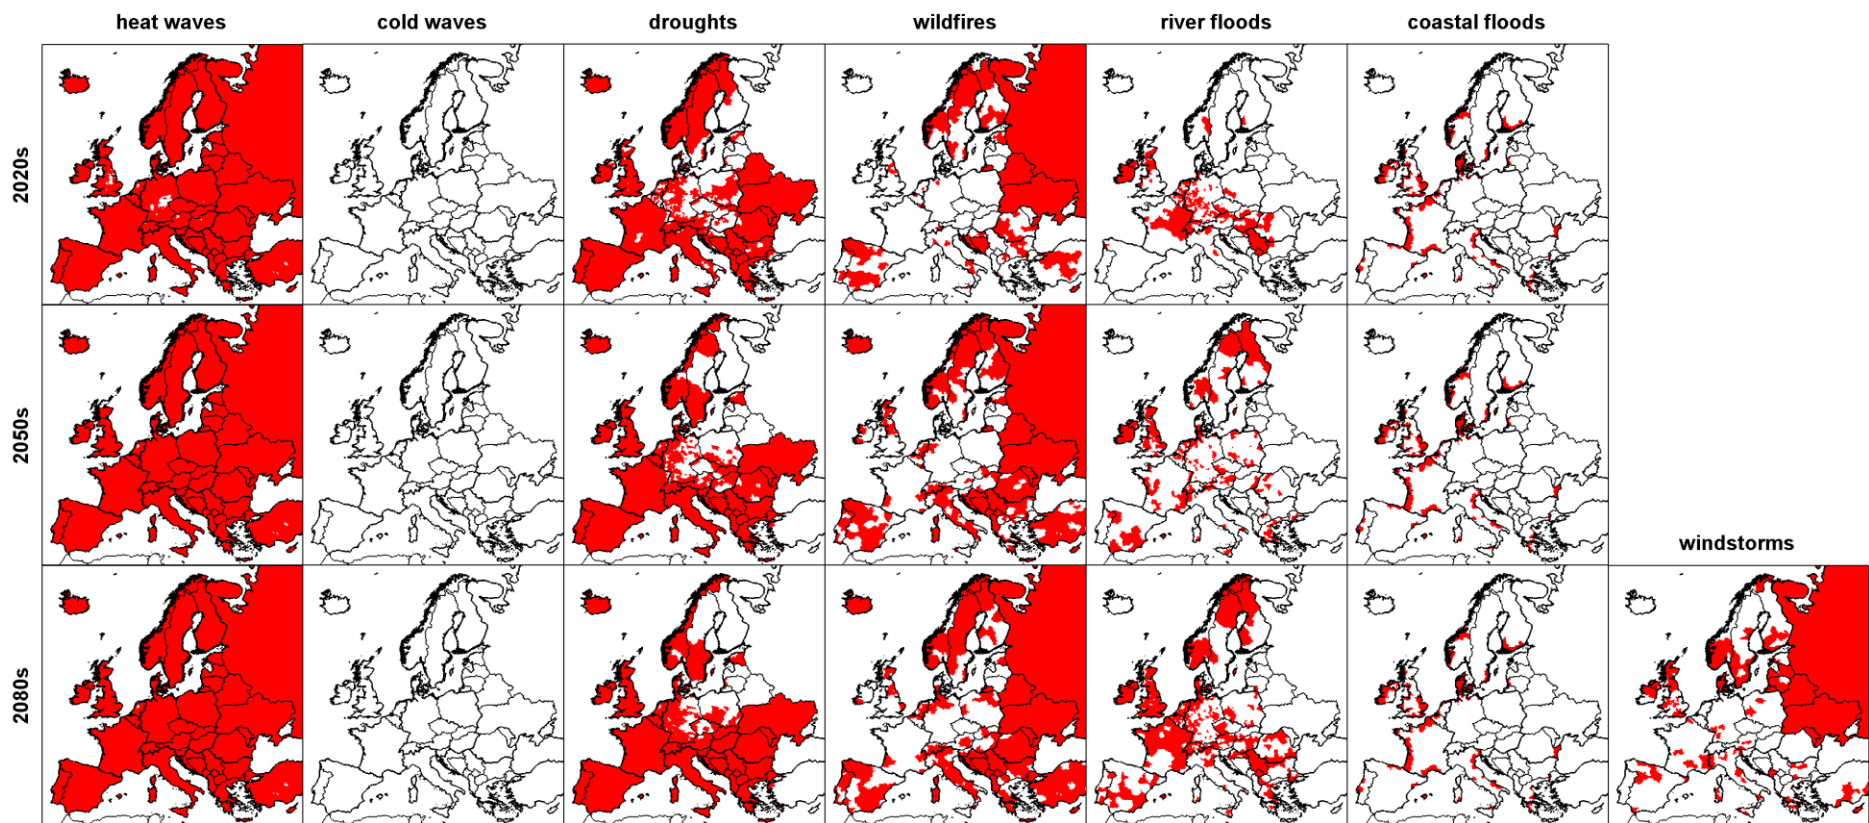 heat waves cold waves droughts wildfires river floods coastal floods
2020s
2050s
windstorms
2080s